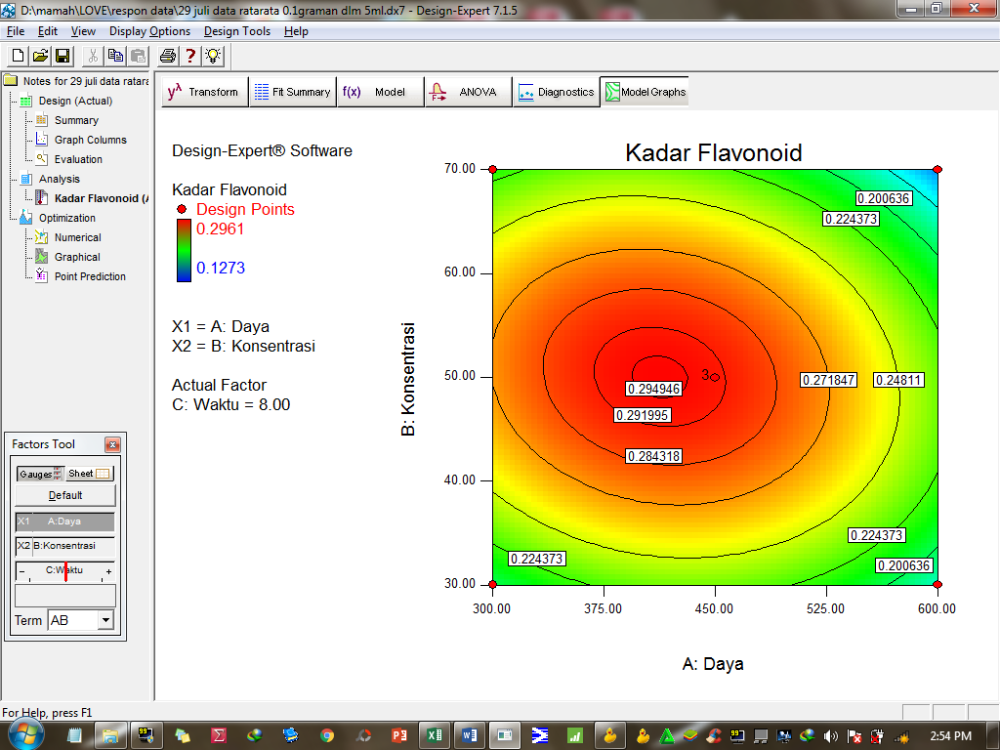 D:\mamah\LOVE\respon data\29 juli data ratarata 0.1graman dlm 5ml.dx7 - Design-Expert 7.1.5
File Edit View Display Options Design Tools Help
Notes for 29 juli data ratara
Design (Actual)
Summary
Graph Columns
Evaluation
Analysis
Kadar Flavonoid (A
Optimization
Numerical
Graphical
Point Prediction
yλ Transform
Fit Summary
f(x) Model
ANOVA
Diagnostics
Model Graphs
Design-Expert® Software
Kadar Flavonoid
Design Points
0.2961
0.1273
X1 = A: Daya
X2 = B: Konsentrasi
Actual Factor
C: Waktu = 8.00
Factors Tool
Gauges Sheet
Default
X1 A:Daya
X2 B:Konsentrasi
- C:Waktu +
Term AB
Kadar Flavonoid
70.00
60.00
50.00
40.00
30.00
B: Konsentrasi
0.200636
0.224373
3
0.271847 0.24811
0.294946
0.291995
0.284318
0.224373
0.224373
0.200636
300.00 375.00 450.00 525.00 600.00
A: Daya
For Help, press F1
2:54 PM